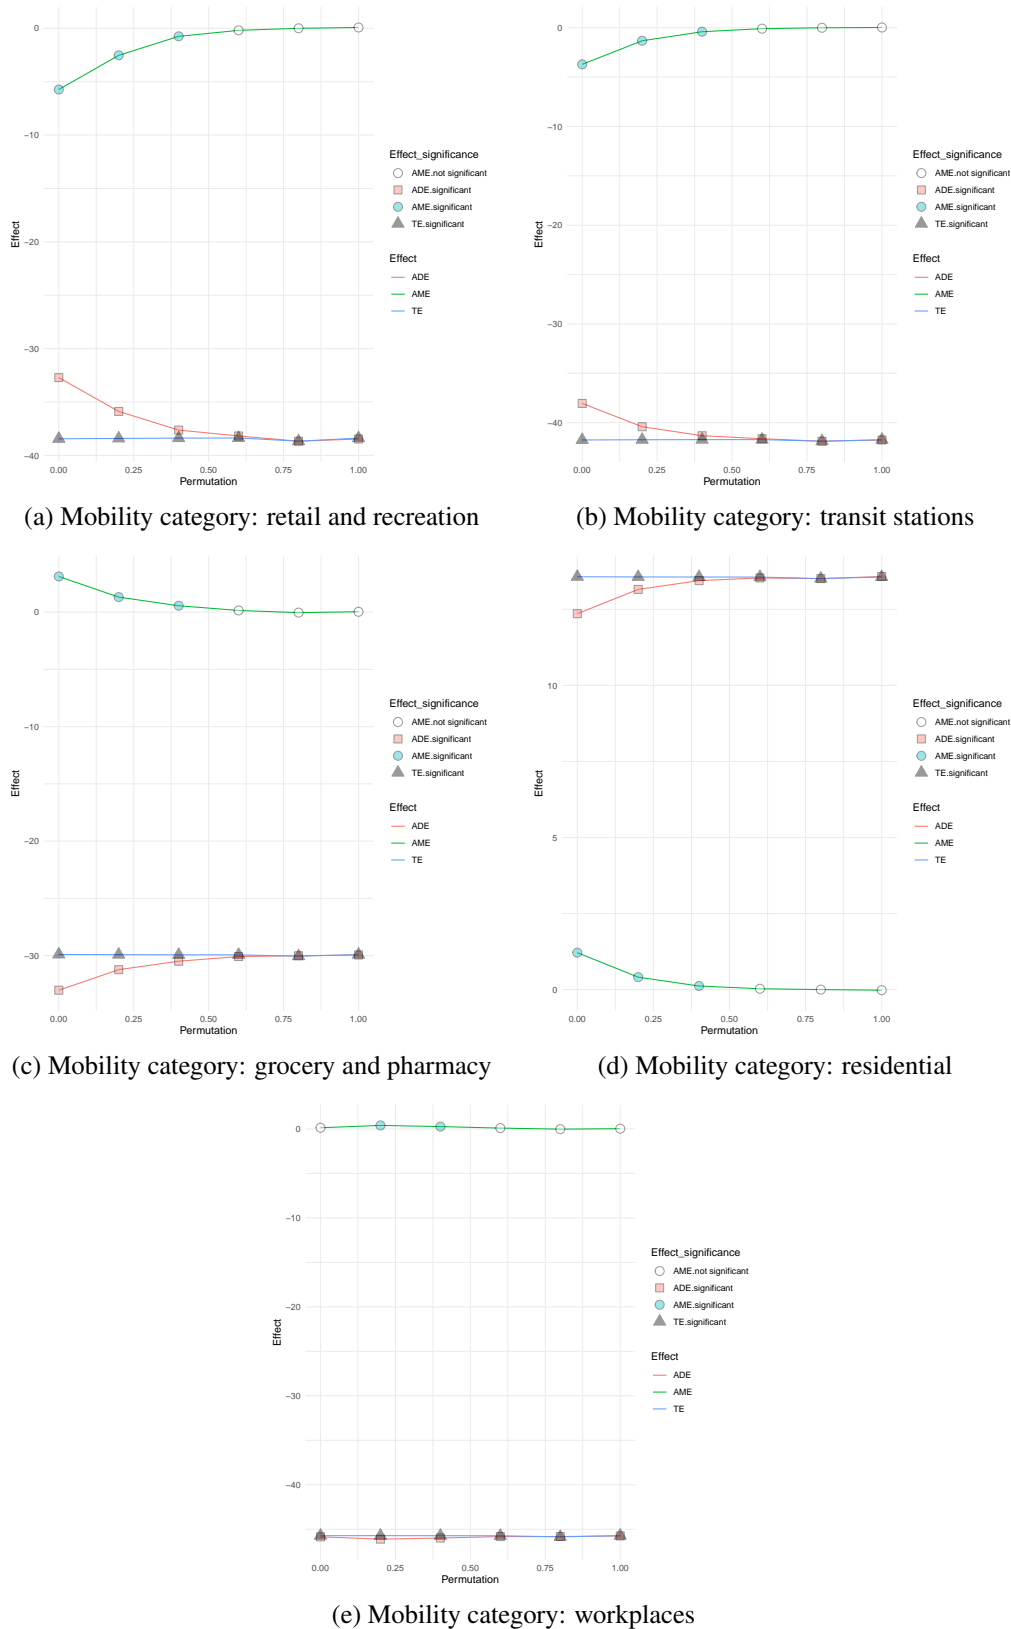 0
−10
−20
−30
−40
Effect
0.00 0.25 0.50 0.75 1.00
Permutation
Effect_significance
AME.not significant
ADE.significant
AME.significant
TE.significant
Effect
ADE
AME
TE
(a) Mobility category: retail and recreation
0
−10
−20
−30
−40
Effect
0.00 0.25 0.50 0.75 1.00
Permutation
Effect_significance
AME.not significant
ADE.significant
AME.significant
TE.significant
Effect
ADE
AME
TE
(b) Mobility category: transit stations
0
−10
−20
−30
Effect
0.00 0.25 0.50 0.75 1.00
Permutation
Effect_significance
AME.not significant
ADE.significant
AME.significant
TE.significant
Effect
ADE
AME
TE
(c) Mobility category: grocery and pharmacy
10
5
0
Effect
0.00 0.25 0.50 0.75 1.00
Permutation
Effect_significance
AME.not significant
ADE.significant
AME.significant
TE.significant
Effect
ADE
AME
TE
(d) Mobility category: residential
0
−10
−20
−30
−40
Effect
0.00 0.25 0.50 0.75 1.00
Permutation
Effect_significance
AME.not significant
ADE.significant
AME.significant
TE.significant
Effect
ADE
AME
TE
(e) Mobility category: workplaces